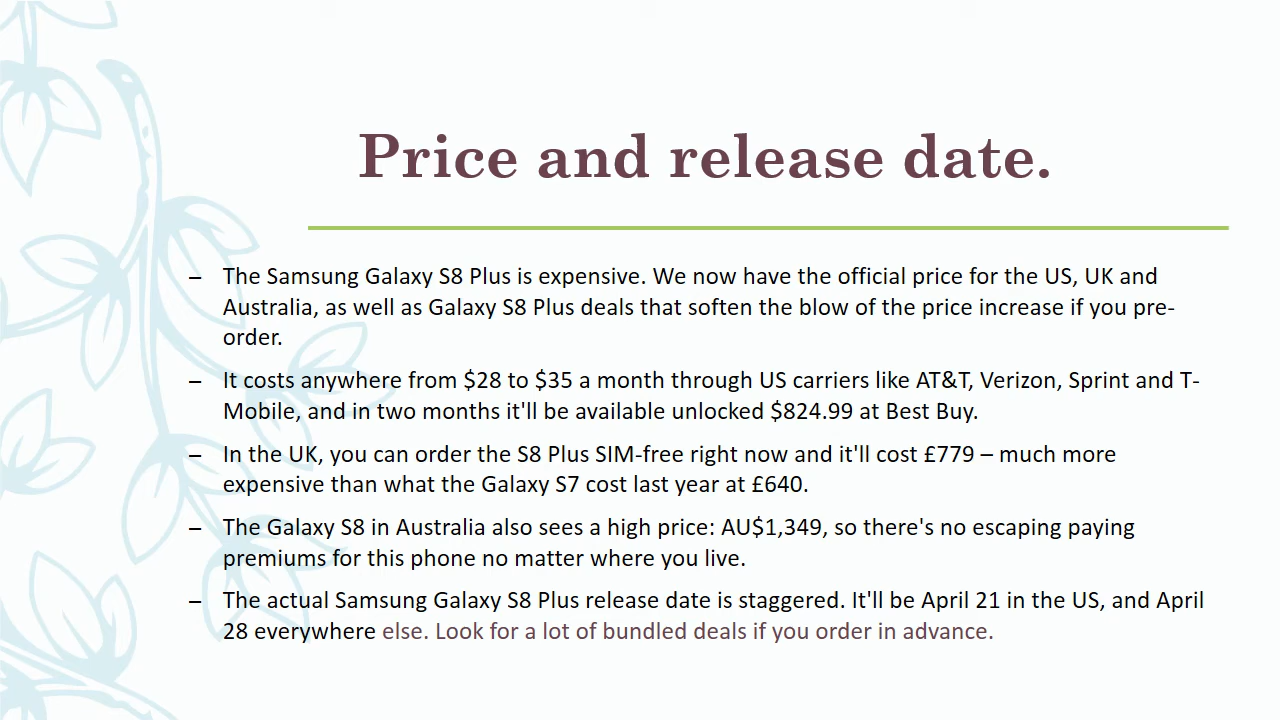 Price and release date.
– The Samsung Galaxy S8 Plus is expensive. We now have the official price for the US, UK and
Australia, as well as Galaxy S8 Plus deals that soften the blow of the price increase if you pre-
order.
– It costs anywhere from $28 to $35 a month through US carriers like AT&T, Verizon, Sprint and T-
Mobile, and in two months it'll be available unlocked $824.99 at Best Buy.
– In the UK, you can order the S8 Plus SIM-free right now and it'll cost £779 – much more
expensive than what the Galaxy S7 cost last year at £640.
– The Galaxy S8 in Australia also sees a high price: AU$1,349, so there's no escaping paying
premiums for this phone no matter where you live.
– The actual Samsung Galaxy S8 Plus release date is staggered. It'll be April 21 in the US, and April
28 everywhere else. Look for a lot of bundled deals if you order in advance.